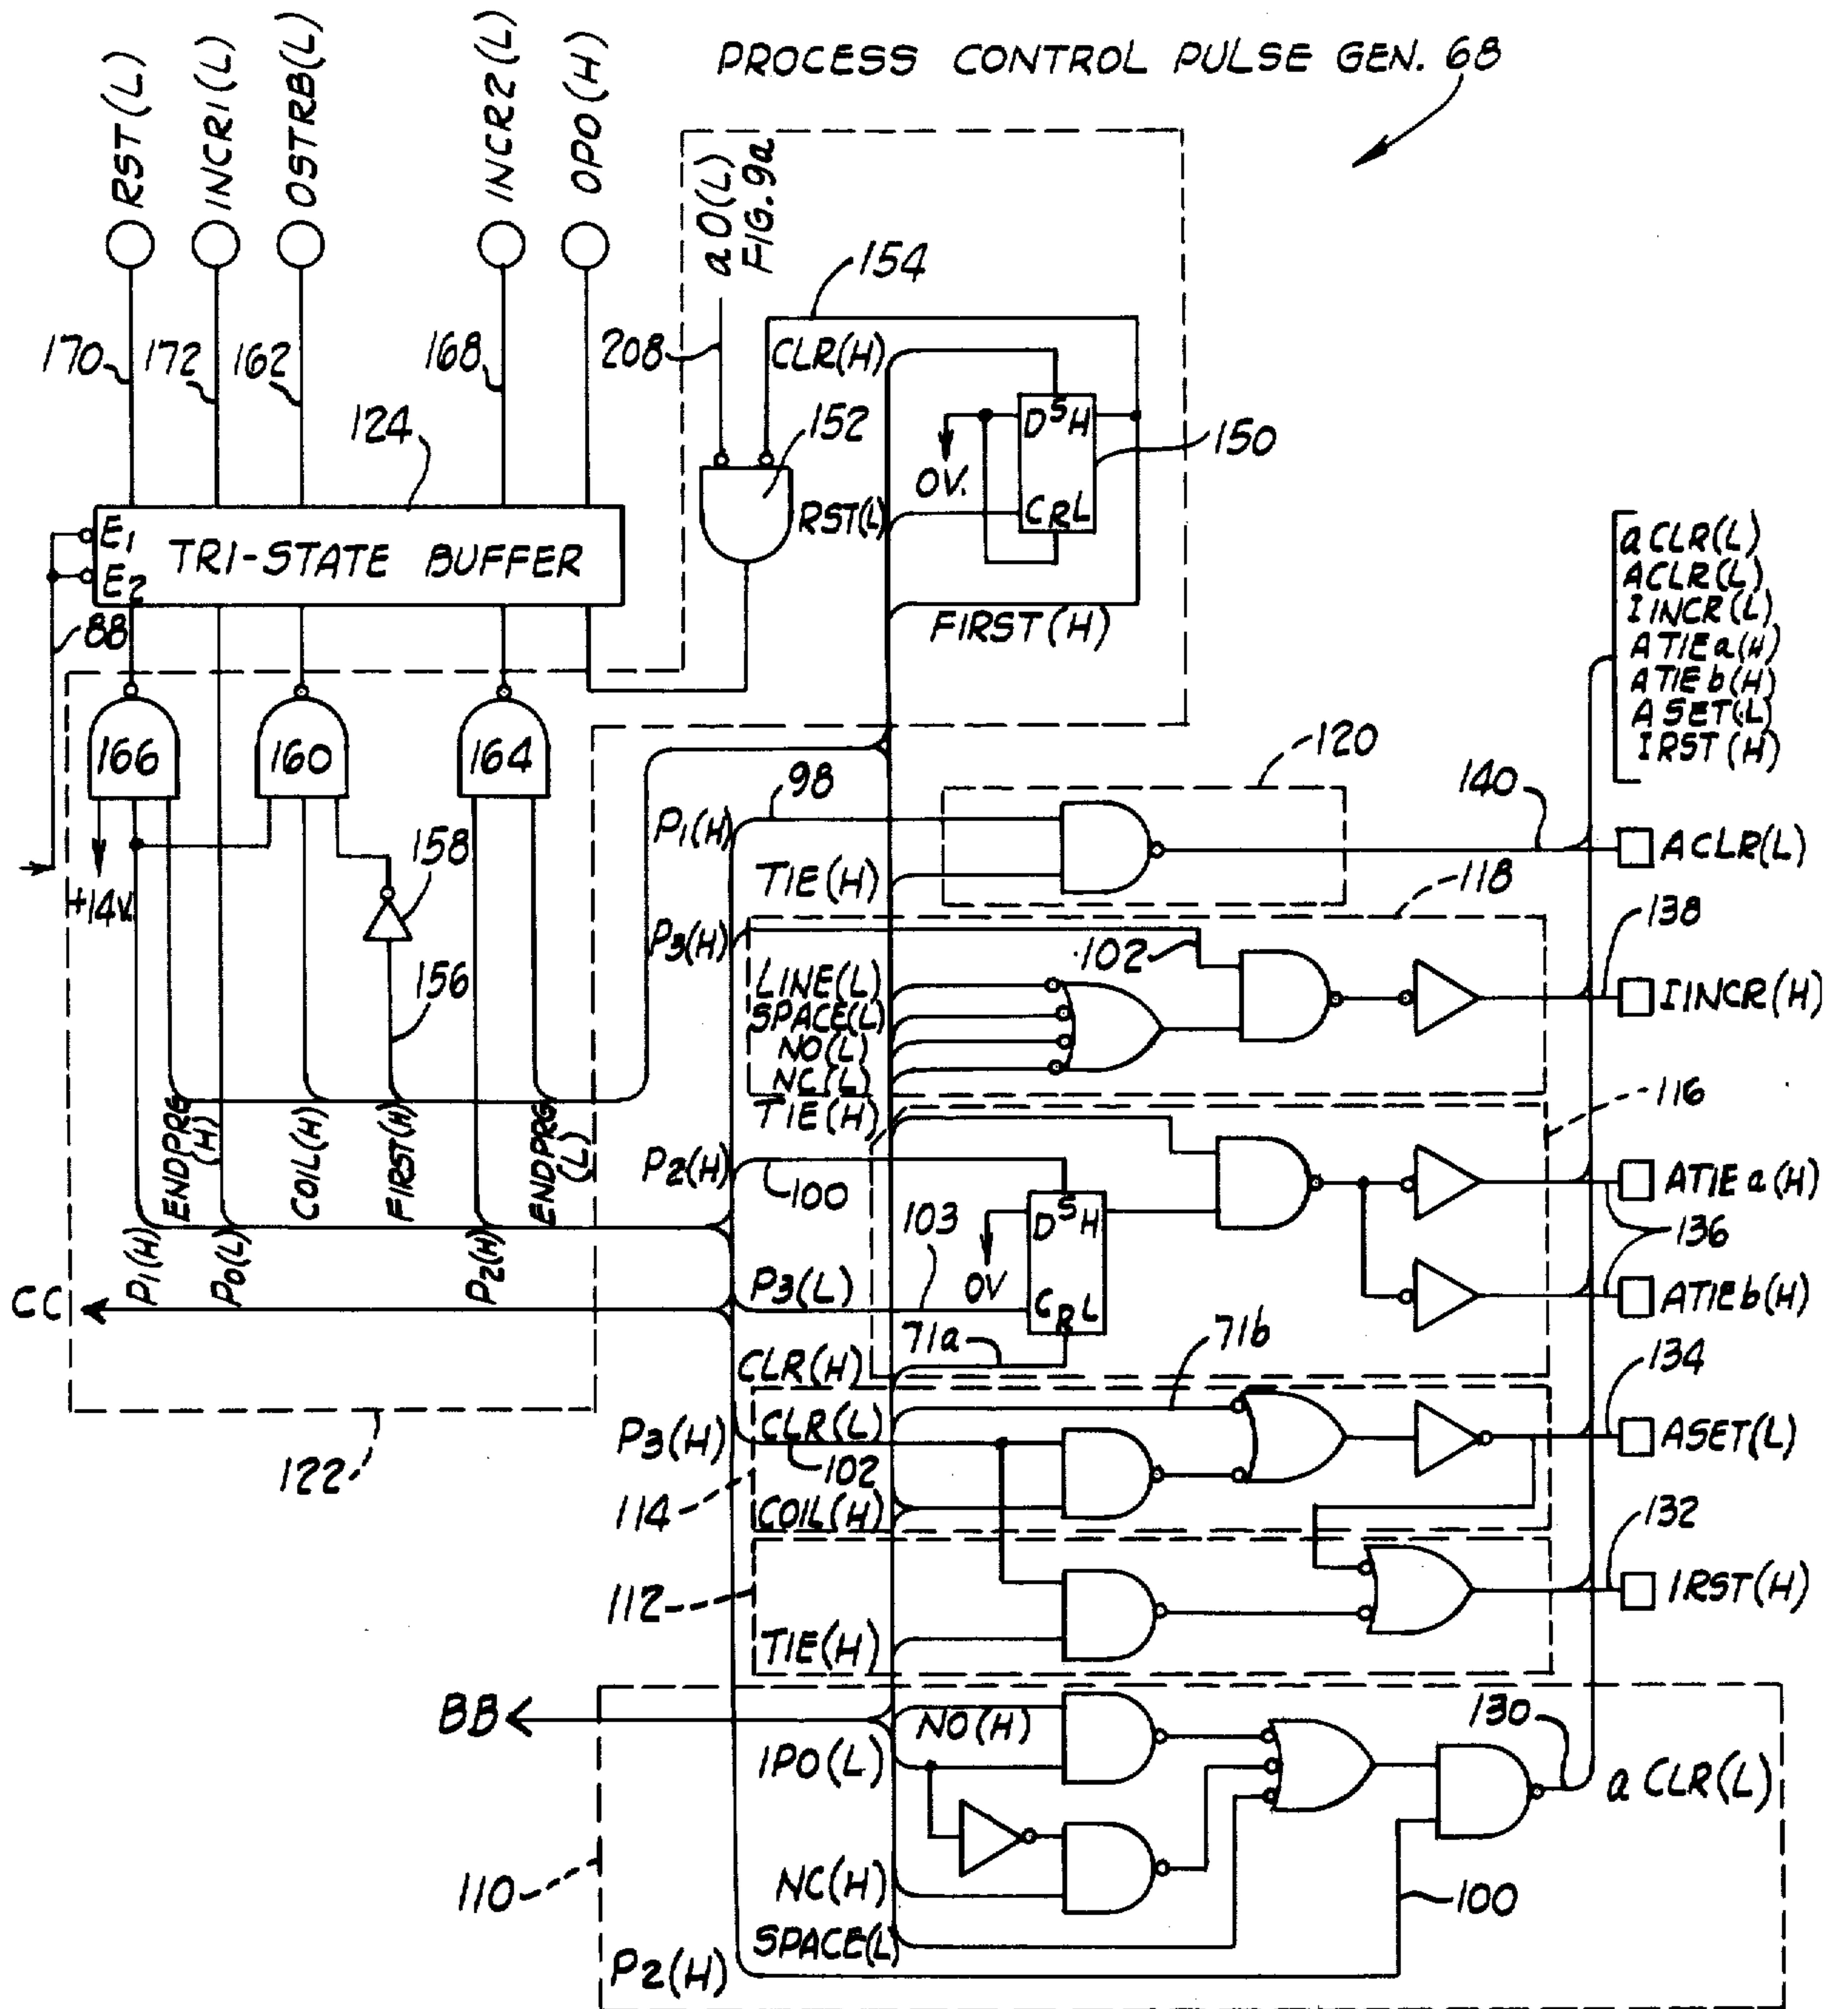 PROCESS CONTROL PULSE GEN. 68
RST(L)
INCR1(L)
OSTRB(L)
INCR2(L)
OPO(H)
aO(L)
FIG. 9a
154
170
172
162
168
208
CLR(H)
124
152
D S H
150
OV.
C R L
RST(L)
E1
E2
TRI-STATE BUFFER
FIRST(H)
88
aCLR(L)
ACLR(L)
IINCR(L)
ATIEa(H)
ATIEb(H)
ASET(L)
IRST(H)
166
160
164
120
98
140
P1(H)
ACLR(L)
158
+14V.
TIE(H)
118
138
P3(H)
102
156
LINE(L)
IINCR(H)
SPACE(L)
NO(L)
NC(L)
TIE(H)
116
ENDPRG (H)
COIL(H)
FIRST(H)
ENDPRG (L)
P2(H)
100
ATIEa(H)
103
D S H
136
P1(H)
P0(L)
P2(H)
OV
P3(L)
CC
ATIEb(H)
C R L
71a
71b
134
CLR(H)
P3(H)
CLR(L)
ASET(L)
102
122
114
COIL(H)
132
112
IRST(H)
TIE(H)
BB
NO(H)
130
IPO(L)
aCLR(L)
110
NC(H)
100
SPACE(L)
P2(H)